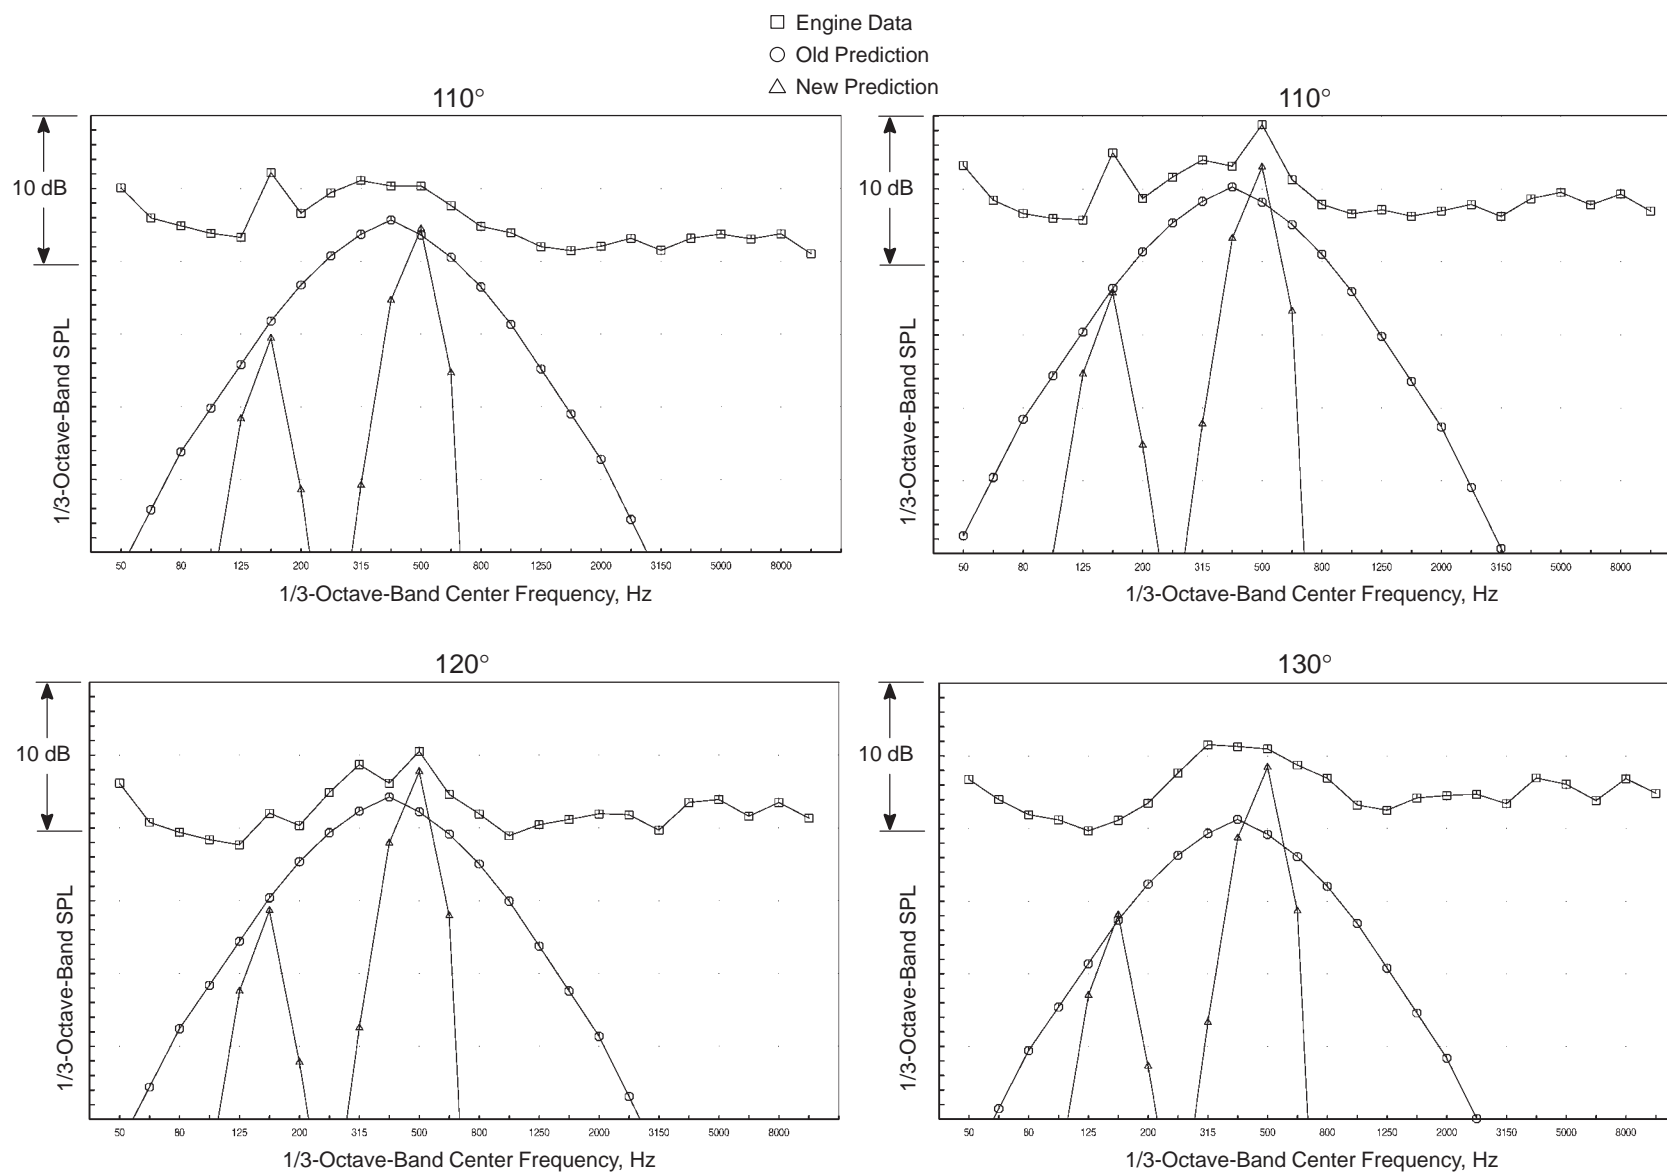 Engine Data
Old Prediction
New Prediction
110°
10 dB
1/3-Octave-Band SPL
50 80 125 200 315 500 800 1250 2000 3150 5000 8000
1/3-Octave-Band Center Frequency, Hz
110°
10 dB
1/3-Octave-Band SPL
50 80 125 200 315 500 800 1250 2000 3150 5000 8000
1/3-Octave-Band Center Frequency, Hz
120°
10 dB
1/3-Octave-Band SPL
50 80 125 200 315 500 800 1250 2000 3150 5000 8000
1/3-Octave-Band Center Frequency, Hz
130°
10 dB
1/3-Octave-Band SPL
50 80 125 200 315 500 800 1250 2000 3150 5000 8000
1/3-Octave-Band Center Frequency, Hz